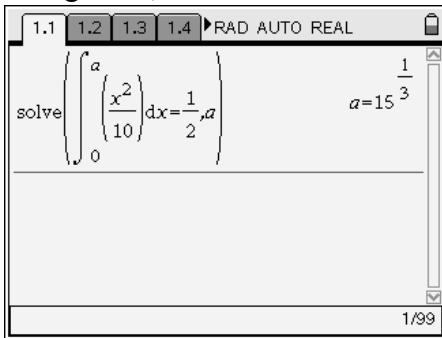 1.1 1.2 1.3 1.4 RAD AUTO REAL
solve(∫₀ᵃ (x²/10)dx=1/2,a)
a=15^(1/3)
1/99